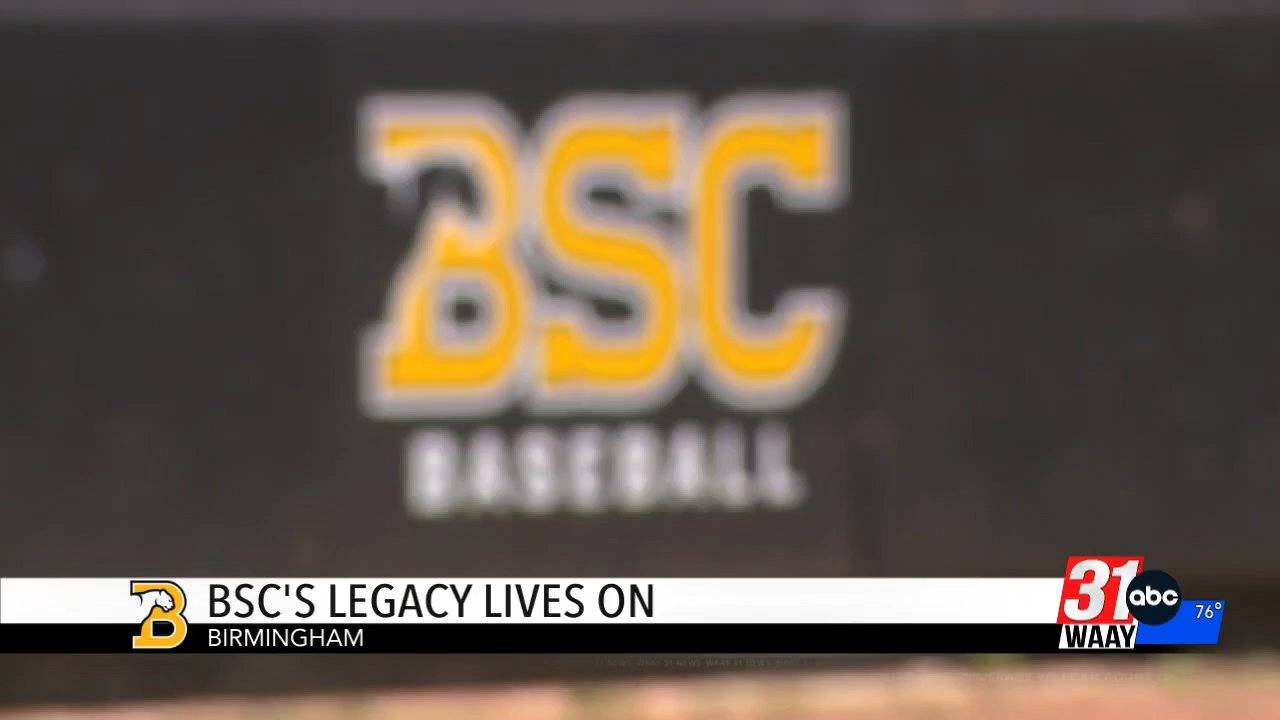 BSC
BASEBALL
B BSC'S LEGACY LIVES ON
BIRMINGHAM
31
abc
WAAY
76°